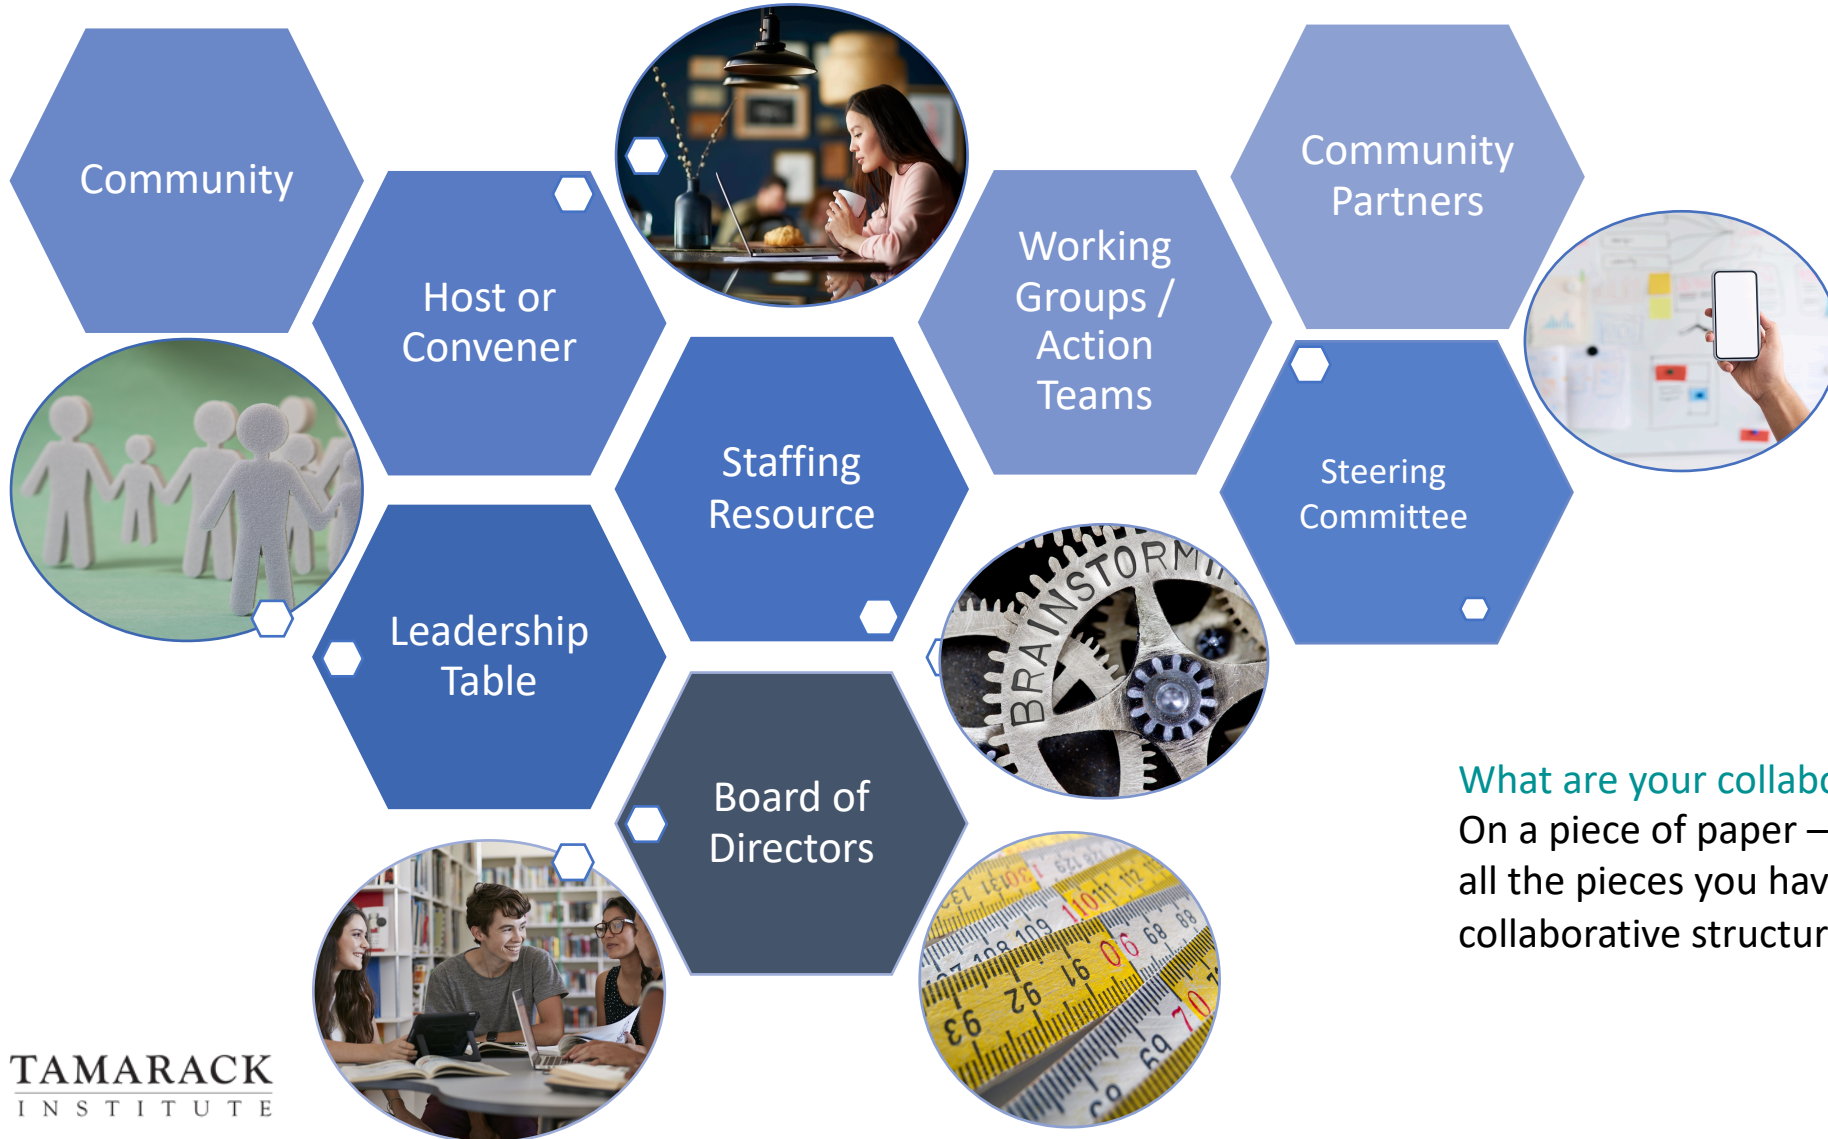 Community
Host or
Convener
Staffing
Resource
Leadership
Table
Board of
Directors
Working
Groups /
Action
Teams
Community
Partners
Steering
Committee
BRAINSTORMIN
What are your collabo
On a piece of paper –
all the pieces you hav
collaborative structur
TAMARACK
INSTITUTE